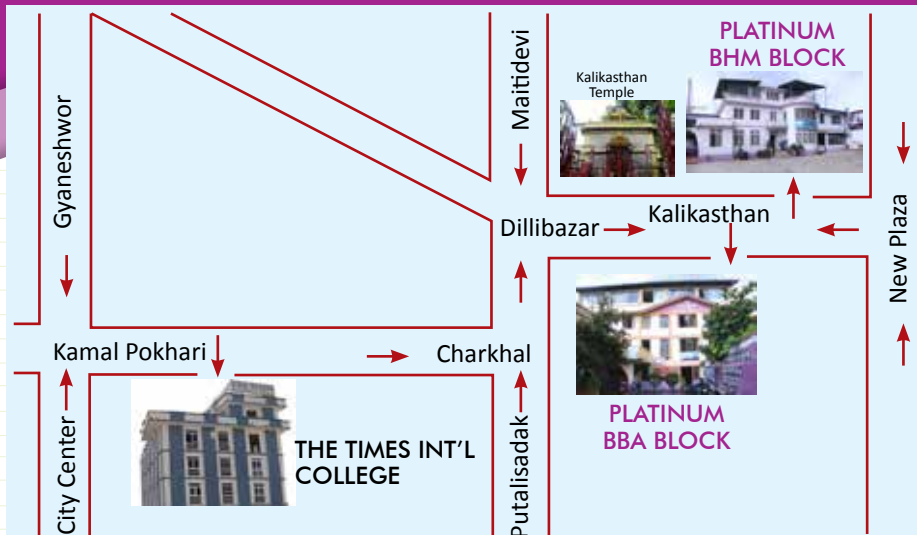 PLATINUM
BHM BLOCK
Kalikasthan
Temple
Maitidevi
Gyaneshwor
Dillibazar
Kalikasthan
New Plaza
Kamal Pokhari
Charkhal
PLATINUM
BBA BLOCK
THE TIMES INT'L
COLLEGE
City Center
Putalisadak